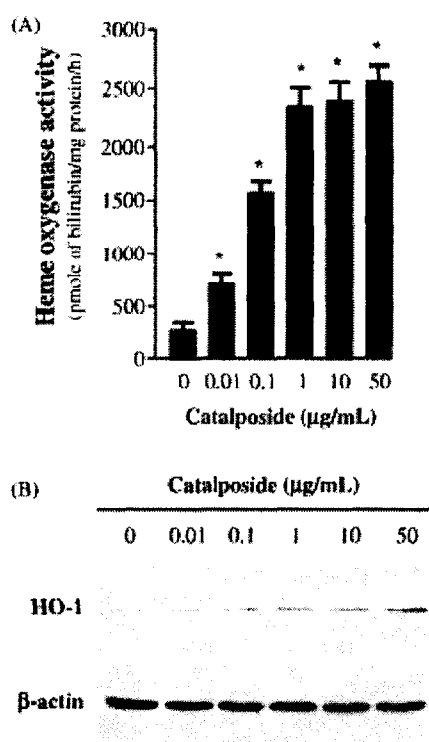 (A)
Heme oxygenase activity
(pmole of bilirubin/mg protein/h)
3000
2500
2000
1500
1000
500
0
* * * * *
0 0.01 0.1 1 10 50
Catalposide (µg/mL)
(B)
Catalposide (µg/mL)
0 0.01 0.1 1 10 50
HO-1
β-actin